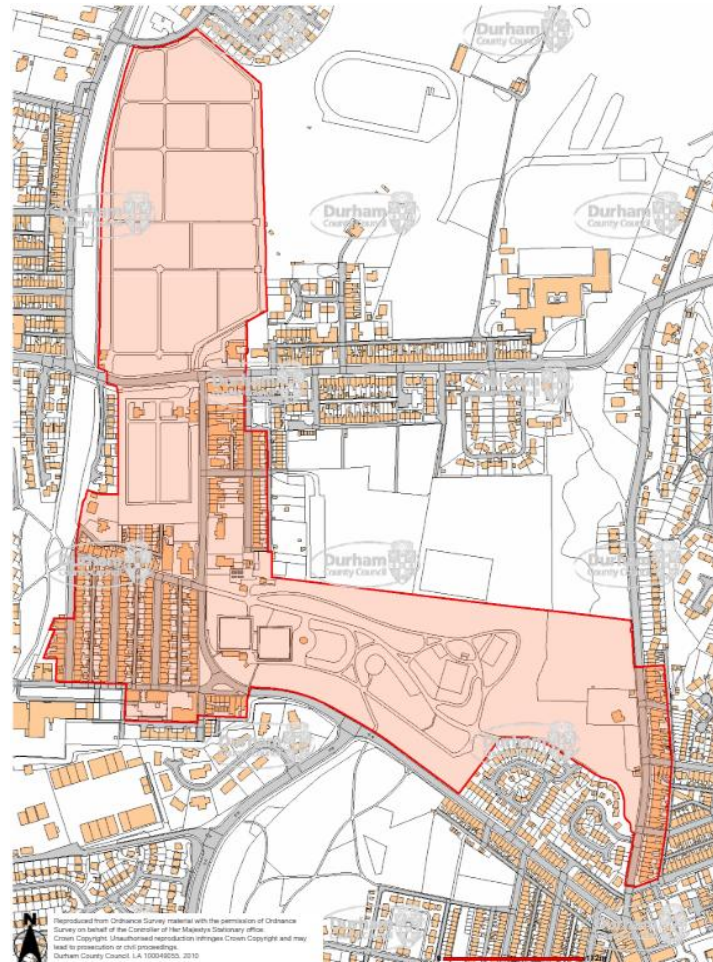 Durham
County Council
Durham
County Council
Durham
County Council
Durham
County Council
Durham
County Council
Durham
County Council
Durham
County Council
N
Reproduced from Ordnance Survey material with the permission of Ordnance
Survey on behalf of the Controller of Her Majestys Stationary office.
Crown Copyright. Unauthorised reproduction infringes Crown Copyright and may
lead to prosecution or civil proceedings.
Durham County Council. LA 100049055. 2010